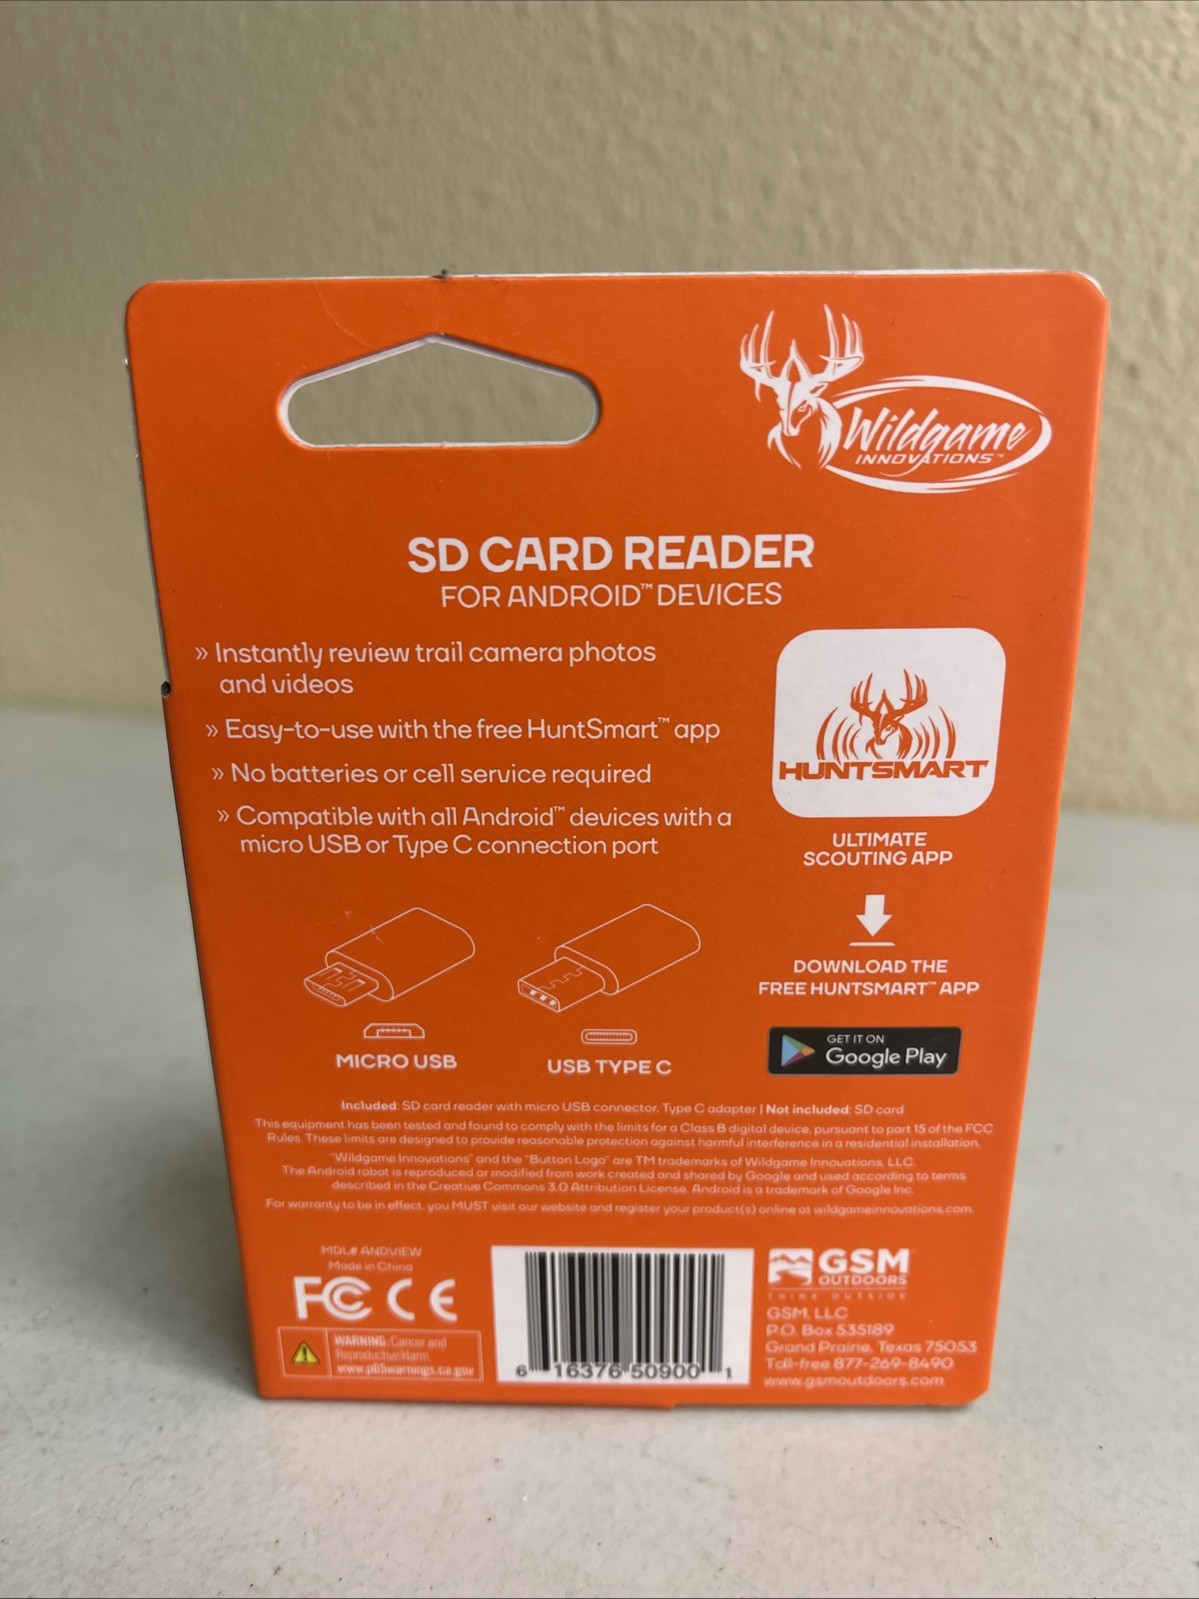 Wildgame
INNOVATIONS™
SD CARD READER
FOR ANDROID™ DEVICES
» Instantly review trail camera photos
and videos
» Easy-to-use with the free HuntSmart™ app
» No batteries or cell service required
» Compatible with all Android™ devices with a
micro USB or Type C connection port
HUNTSMART
ULTIMATE
SCOUTING APP
DOWNLOAD THE
FREE HUNTSMART™ APP
GET IT ON
Google Play
MICRO USB
USB TYPE C
Included: SD card reader with micro USB connector, Type C adapter | Not included: SD card
This equipment has been tested and found to comply with the limits for a Class B digital device, pursuant to part 15 of the FCC
Rules. These limits are designed to provide reasonable protection against harmful interference in a residential installation.
"Wildgame Innovations" and the "Button Logo" are TM trademarks of Wildgame Innovations, LLC.
The Android robot is reproduced or modified from work created and shared by Google and used according to terms
described in the Creative Commons 3.0 Attribution License. Android is a trademark of Google Inc.
For warranty to be in effect, you MUST visit our website and register your product(s) online at wildgameinnovations.com.
MDL# ANDVIEW
Made in China
FC CE
WARNING: Cancer and
Reproductive Harm
www.p65warnings.ca.gov
6 16376 50900 1
GSM
OUTDOORS
THINK OUTSIDE
GSM, LLC
P.O. Box 535189
Grand Prairie, Texas 75053
Toll-free 877-269-8490
www.gsmoutdoors.com